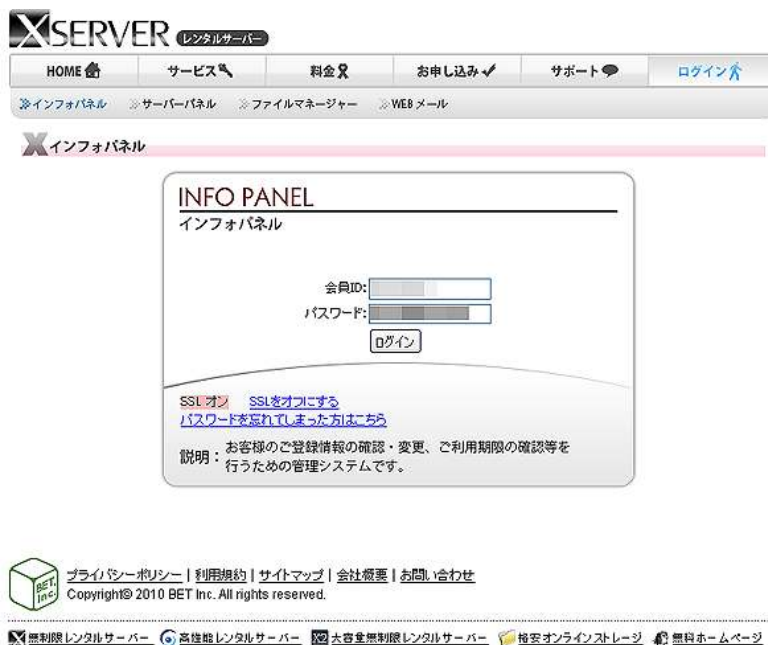 XSERVER レンタルサーバー
HOME サービス 料金 お申し込み サポート ログイン
インフォパネル サーバーパネル ファイルマネージャー WEBメール
インフォパネル
INFO PANEL
インフォパネル
会員ID:
パスワード:
ログイン
SSL オン SSLをオフにする
パスワードを忘れてしまった方はこちら
説明：お客様のご登録情報の確認・変更、ご利用期限の確認等を
行うための管理システムです。
BET. Inc.
プライバシーポリシー | 利用規約 | サイトマップ | 会社概要 | お問い合わせ
Copyright© 2010 BET Inc. All rights reserved.
無制限レンタルサーバー 高性能レンタルサーバー X2 大容量無制限レンタルサーバー 格安オンラインストレージ 無料ホームページ